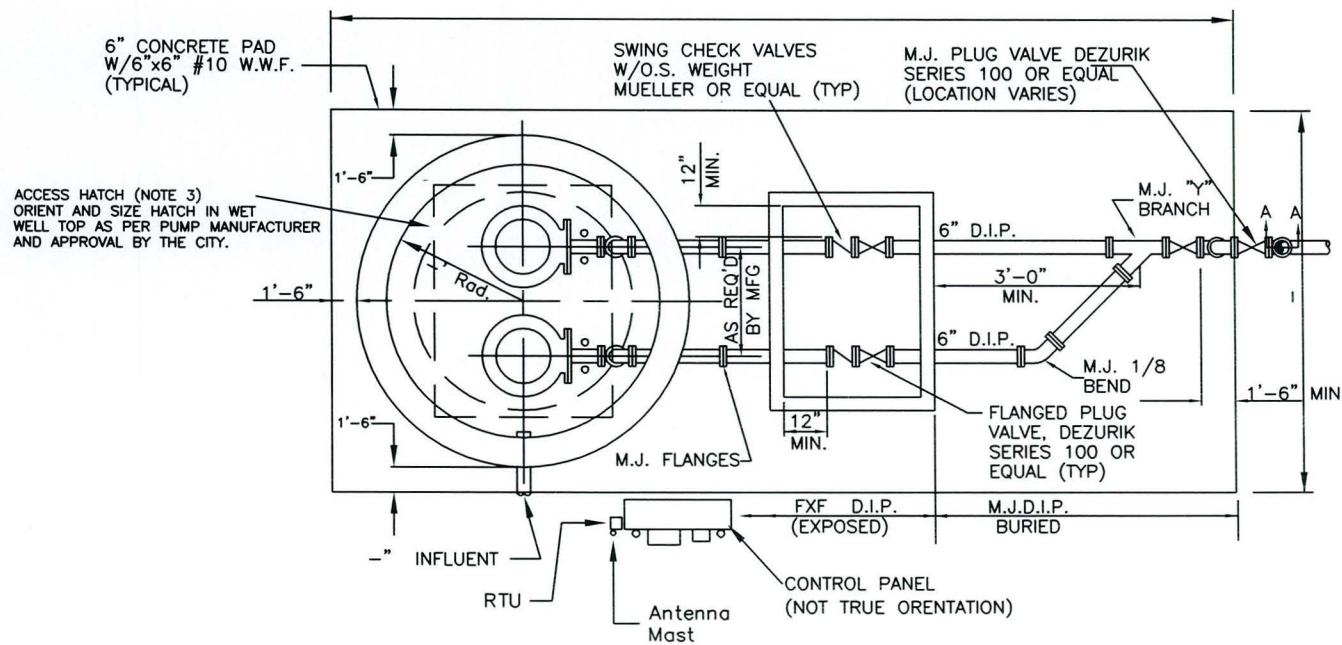 6" CONCRETE PAD
W/6"x6" #10 W.W.F.
(TYPICAL)
SWING CHECK VALVES
W/O.S. WEIGHT
MUELLER OR EQUAL (TYP)
M.J. PLUG VALVE DEZURIK
SERIES 100 OR EQUAL
(LOCATION VARIES)
1'-6"
12"
MIN.
ACCESS HATCH (NOTE 3)
ORIENT AND SIZE HATCH IN WET
WELL TOP AS PER PUMP MANUFACTURER
AND APPROVAL BY THE CITY.
M.J. "Y"
BRANCH
A
A
6" D.I.P.
-' Rad.
1'-6"
AS REQ'D
BY MFG
3'-0"
MIN.
6" D.I.P.
M.J. 1/8
BEND
1'-6" MIN
1'-6"
12"
MIN.
M.J. FLANGES
FLANGED PLUG
VALVE, DEZURIK
SERIES 100 OR
EQUAL (TYP)
FXF D.I.P.
(EXPOSED)
M.J.D.I.P.
BURIED
-" INFLUENT
RTU
Antenna
Mast
CONTROL PANEL
(NOT TRUE ORENTATION)